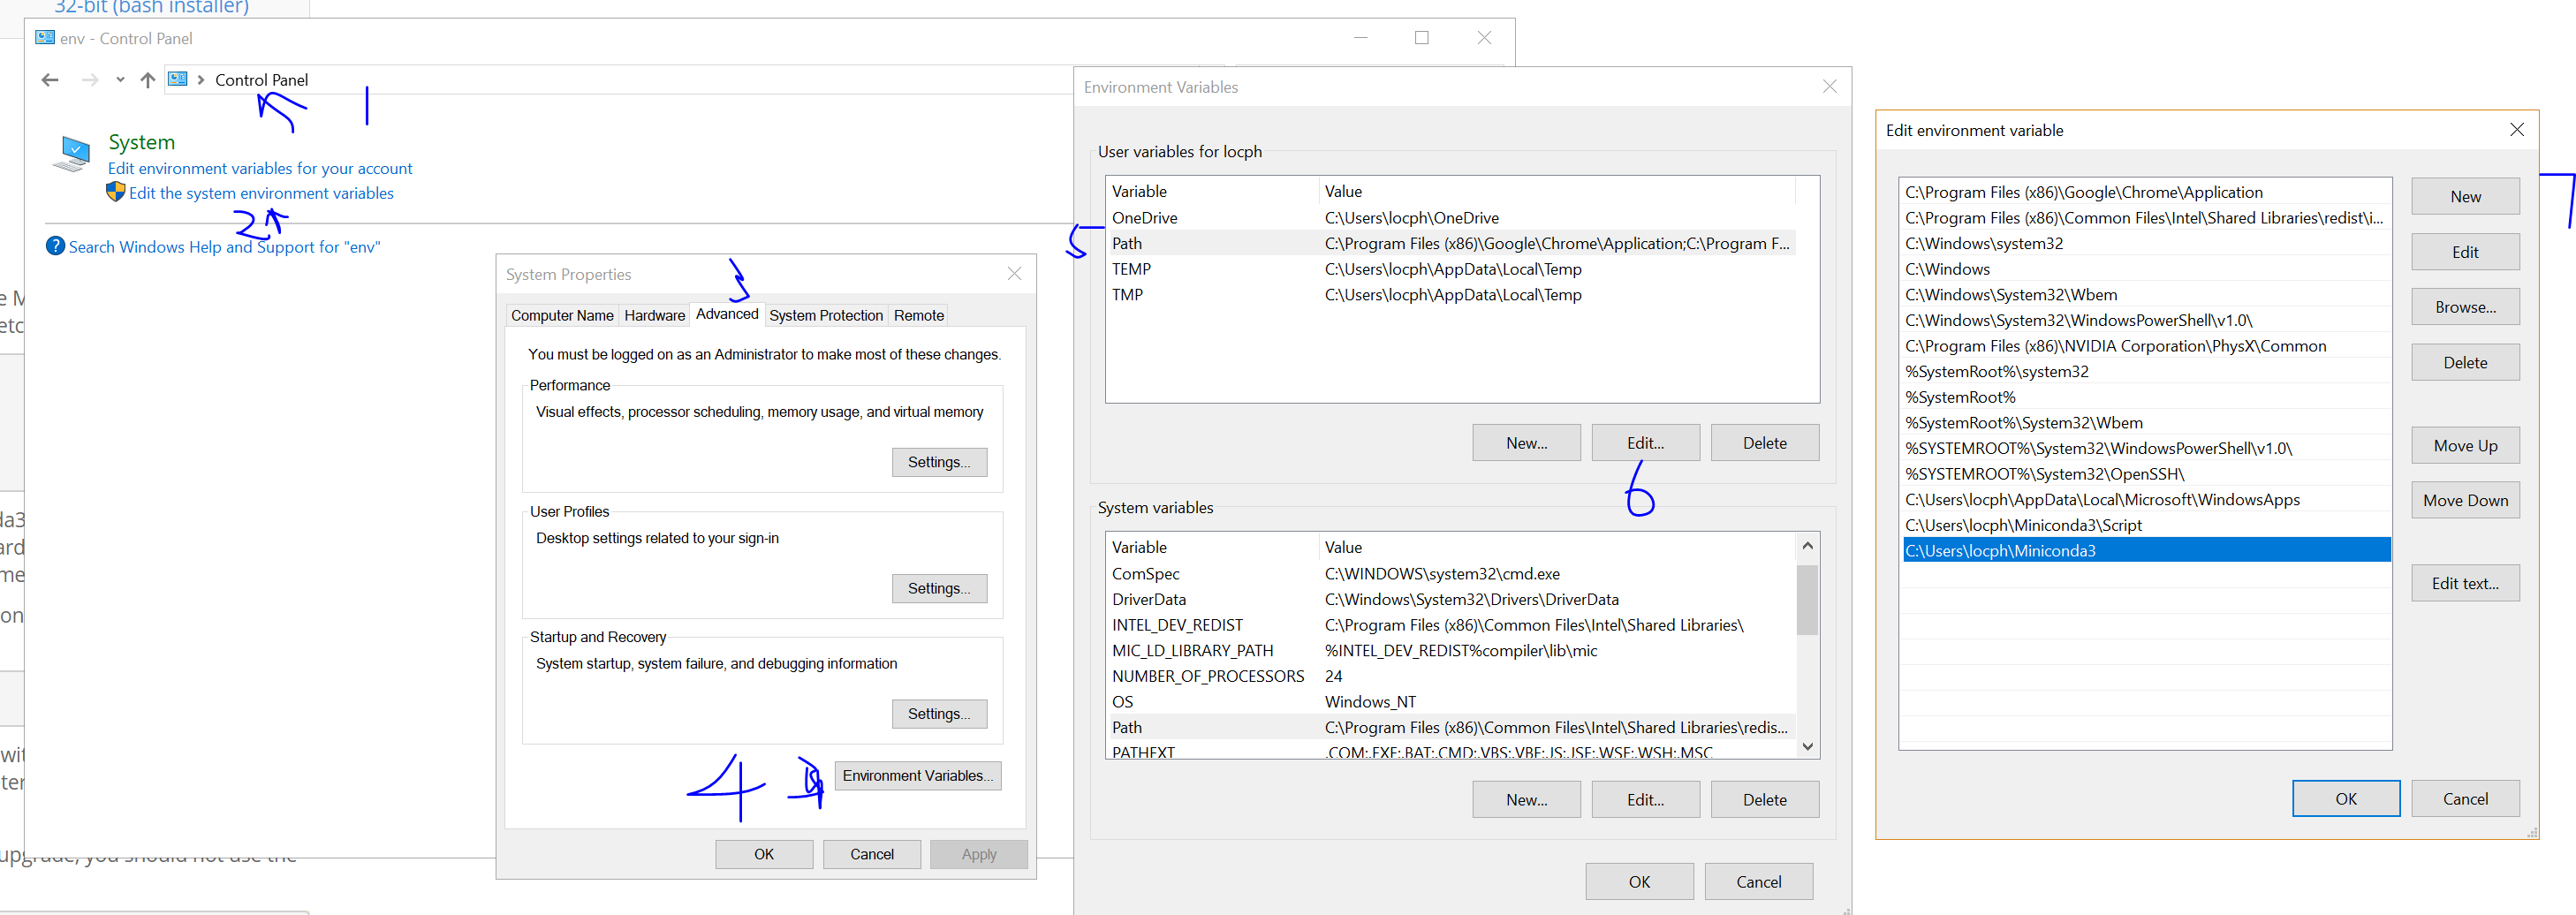 32-bit (bash installer)
env - Control Panel
Control Panel
1
System
Edit environment variables for your account
Edit the system environment variables
2
Search Windows Help and Support for "env"
e M
etc
da3
ard
me
on
wit
ter
upgrade, you should not use the
System Properties
3
Computer Name Hardware Advanced System Protection Remote
You must be logged on as an Administrator to make most of these changes.
Performance
Visual effects, processor scheduling, memory usage, and virtual memory
Settings...
User Profiles
Desktop settings related to your sign-in
Settings...
Startup and Recovery
System startup, system failure, and debugging information
Settings...
4
Environment Variables...
OK Cancel Apply
Environment Variables
User variables for locph
Variable Value
OneDrive C:\Users\locph\OneDrive
5
Path C:\Program Files (x86)\Google\Chrome\Application;C:\Program F...
TEMP C:\Users\locph\AppData\Local\Temp
TMP C:\Users\locph\AppData\Local\Temp
New... Edit... Delete
6
System variables
Variable Value
ComSpec C:\WINDOWS\system32\cmd.exe
DriverData C:\Windows\System32\Drivers\DriverData
INTEL_DEV_REDIST C:\Program Files (x86)\Common Files\Intel\Shared Libraries\
MIC_LD_LIBRARY_PATH %INTEL_DEV_REDIST%compiler\lib\mic
NUMBER_OF_PROCESSORS 24
OS Windows_NT
Path C:\Program Files (x86)\Common Files\Intel\Shared Libraries\redis...
PATHEXT .COM;.EXE;.BAT;.CMD;.VBS;.VBE;.JS;.JSE;.WSF;.WSH;.MSC
New... Edit... Delete
OK Cancel
Edit environment variable
7
C:\Program Files (x86)\Google\Chrome\Application
C:\Program Files (x86)\Common Files\Intel\Shared Libraries\redist\i...
C:\Windows\system32
C:\Windows
C:\Windows\System32\Wbem
C:\Windows\System32\WindowsPowerShell\v1.0\
C:\Program Files (x86)\NVIDIA Corporation\PhysX\Common
%SystemRoot%\system32
%SystemRoot%
%SystemRoot%\System32\Wbem
%SYSTEMROOT%\System32\WindowsPowerShell\v1.0\
%SYSTEMROOT%\System32\OpenSSH\
C:\Users\locph\AppData\Local\Microsoft\WindowsApps
C:\Users\locph\Miniconda3\Script
C:\Users\locph\Miniconda3
New
Edit
Browse...
Delete
Move Up
Move Down
Edit text...
OK Cancel